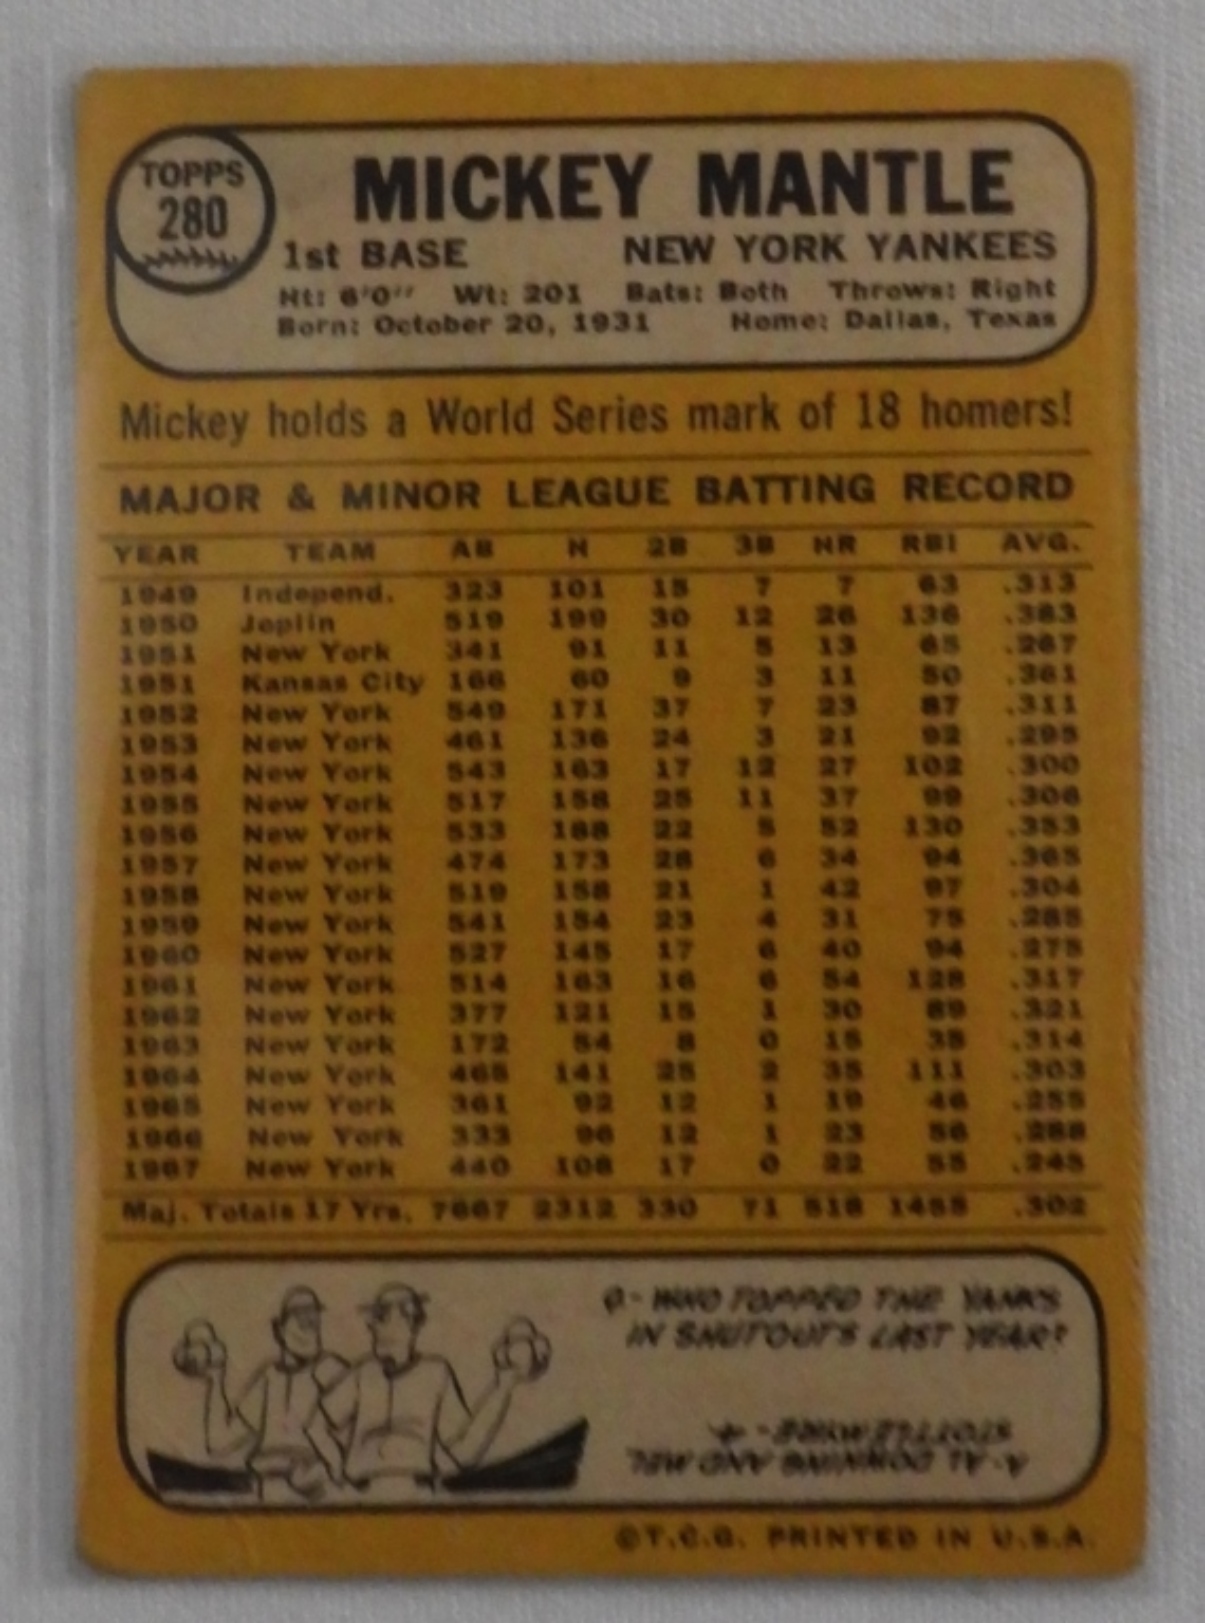 TOPPS
280
MICKEY MANTLE
1st BASE NEW YORK YANKEES
Ht: 6'0" Wt: 201 Bats: Both Throws: Right
Born: October 20, 1931 Home: Dallas, Texas
Mickey holds a World Series mark of 18 homers!
MAJOR & MINOR LEAGUE BATTING RECORD
YEAR TEAM AB H 2B 3B HR RBI AVG.
1949 Independ. 323 101 15 7 7 63 .313
1950 Joplin 519 199 30 12 26 136 .383
1951 New York 341 91 11 5 13 65 .267
1951 Kansas City 166 60 9 3 11 50 .361
1952 New York 549 171 37 7 23 87 .311
1953 New York 461 136 24 3 21 92 .295
1954 New York 543 163 17 12 27 102 .300
1955 New York 517 158 25 11 37 99 .306
1956 New York 533 188 22 5 52 130 .353
1957 New York 474 173 28 6 34 94 .365
1958 New York 519 158 21 1 42 97 .304
1959 New York 541 154 23 4 31 75 .285
1960 New York 527 145 17 6 40 94 .275
1961 New York 514 163 16 6 54 128 .317
1962 New York 377 121 15 1 30 89 .321
1963 New York 172 54 8 0 15 35 .314
1964 New York 465 141 25 2 35 111 .303
1965 New York 361 92 12 1 19 46 .255
1966 New York 333 96 12 1 23 56 .288
1967 New York 440 108 17 0 22 55 .245
Maj. Totals 17 Yrs. 7667 2312 330 71 518 1485 .302
Q- WHO TOPPED THE YANKS
IN SHUTOUTS LAST YEAR?
A- AL DOWNING AND MEL
STOTTLEMYRE - 4
©T.C.G. PRINTED IN U.S.A.